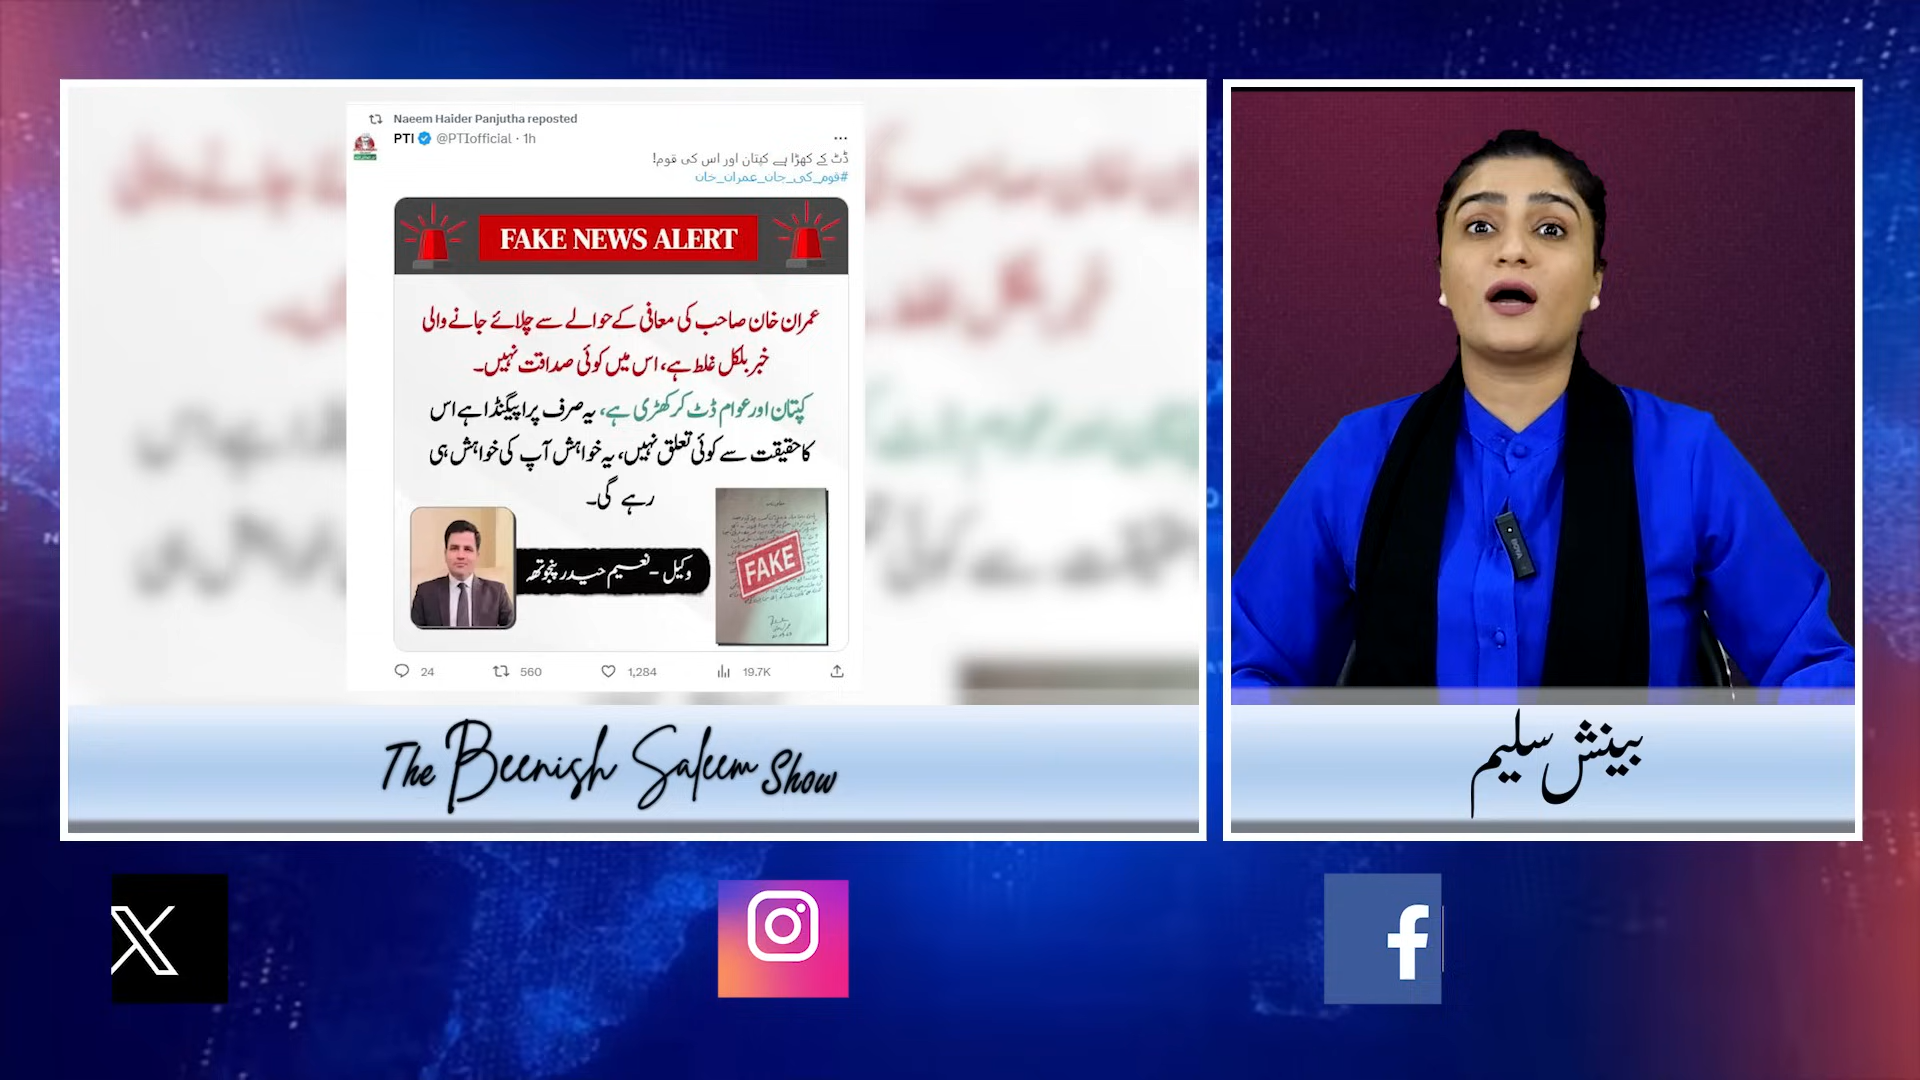 Naeem Haider Panjutha reposted
PTI @PTIofficial · 1h
ڈٹ کے کھڑا ہے کپتان اور اس کی قوم!
#قوم_کی_جان_عمران_خان
FAKE NEWS ALERT
عمران خان صاحب کی معافی کے حوالے سے چلائے جانے والی
خبر بلکل غلط ہے، اس میں کوئی صداقت نہیں۔
کپتان اور عوام ڈٹ کر کھڑی ہے، یہ صرف پراپیگنڈا ہے اس
کا حقیقت سے کوئی تعلق نہیں، یہ خواہش آپ کی خواہش ہی
رہے گی۔
وکیل - نعیم حیدر پنجوتھہ
FAKE
24 560 1,284 19.7K
The Beenish Saleem Show
بینش سلیم
BOYA